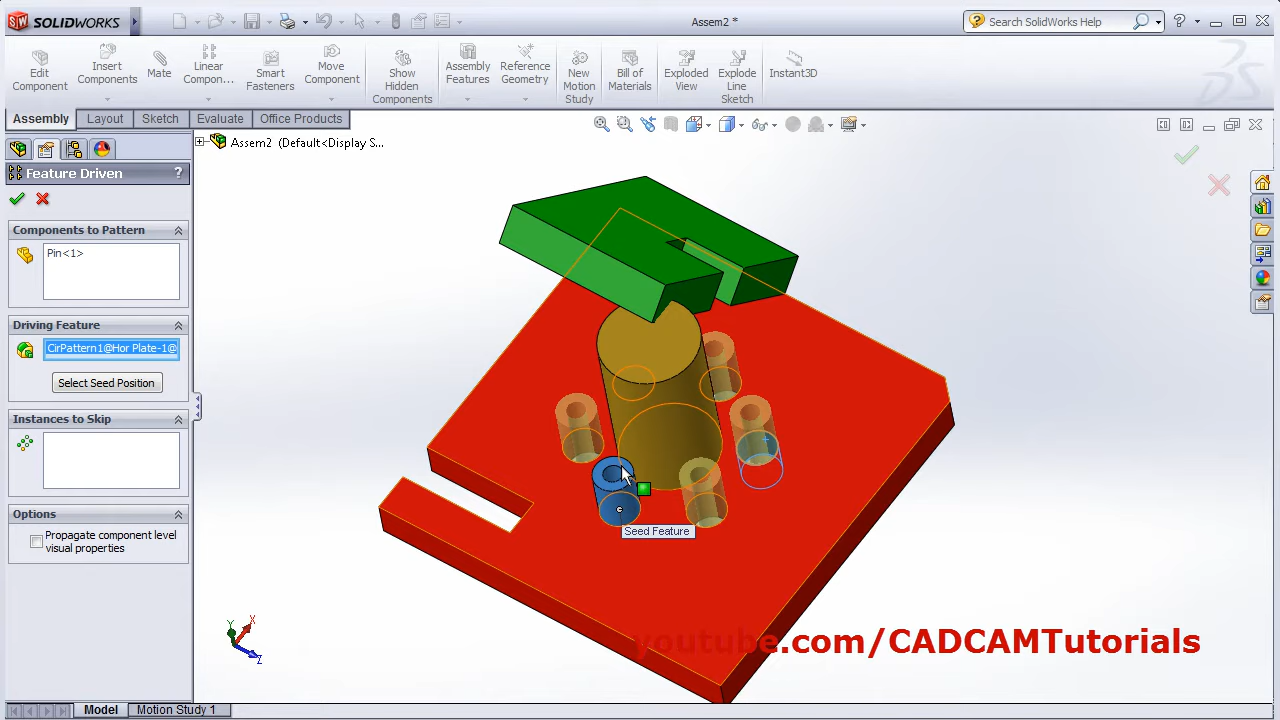 SOLIDWORKS
Assem2 *
Search SolidWorks Help
Edit Component
Insert Components
Mate
Linear Compon...
Smart Fasteners
Move Component
Show Hidden Components
Assembly Features
Reference Geometry
New Motion Study
Bill of Materials
Exploded View
Explode Line Sketch
Instant3D
Assembly
Layout
Sketch
Evaluate
Office Products
Assem2 (Default<Display S...
Feature Driven
?
Components to Pattern
Pin<1>
Driving Feature
CirPattern1@Hor Plate-1@
Select Seed Position
Instances to Skip
Options
Propagate component level
visual properties
Seed Feature
Y
X
Z
youtube.com/CADCAMTutorials
Model
Motion Study 1